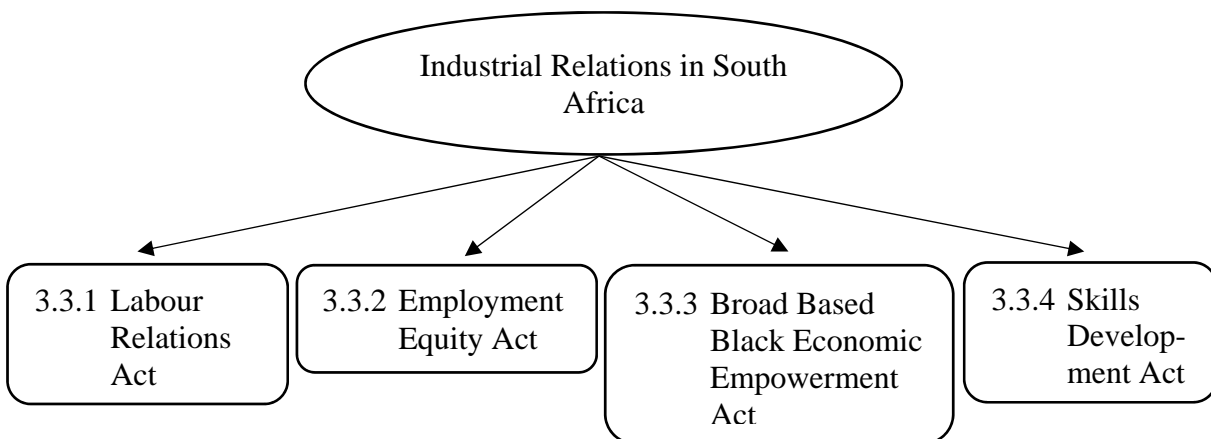 Industrial Relations in South
Africa
3.3.1 Labour
Relations
Act
3.3.2 Employment
Equity Act
3.3.3 Broad Based
Black Economic
Empowerment
Act
3.3.4 Skills
Develop-
ment Act